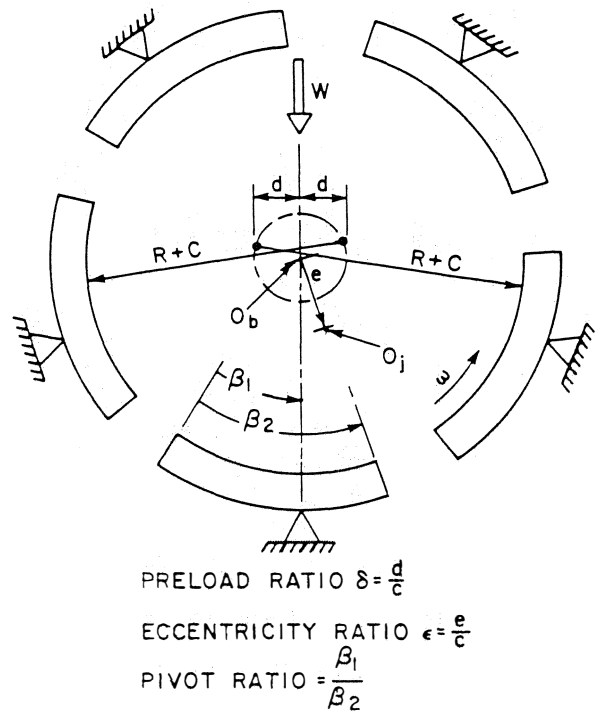 W
d d
R+C R+C
e
O_b
O_j
ω
β₁
β₂
PRELOAD RATIO δ = d/c
ECCENTRICITY RATIO ε = e/c
PIVOT RATIO = β₁/β₂